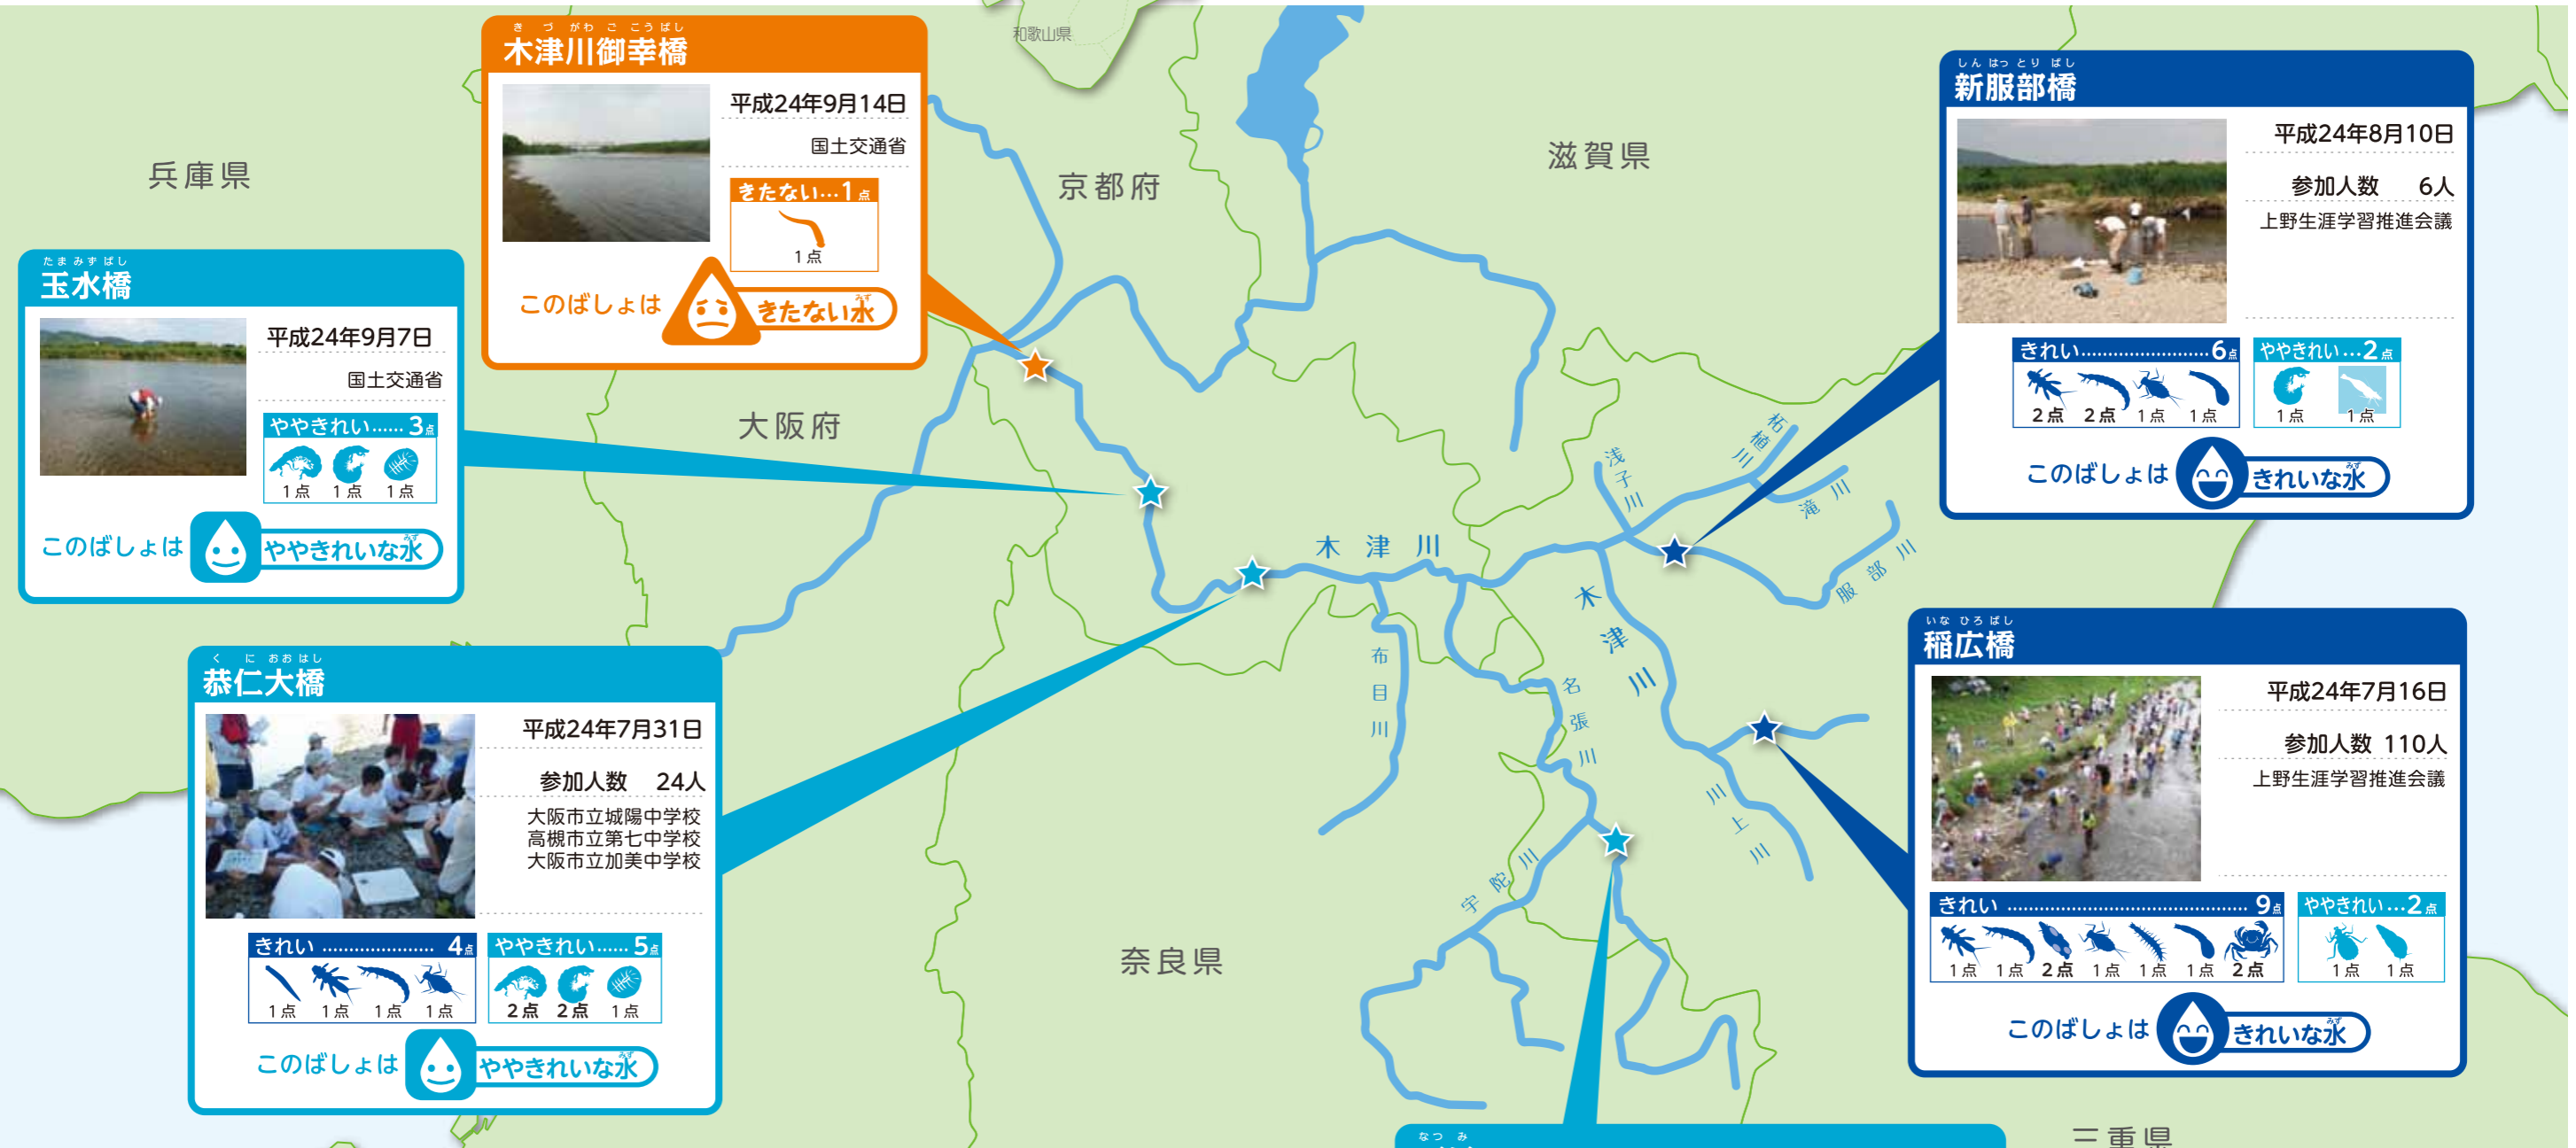 和歌山県
兵庫県
京都府
滋賀県
大阪府
奈良県
三重県
き づ がわ ご こうばし
木津川御幸橋
平成24年9月14日
国土交通省
きたない…1点
1点
このばしょは
みず
きたない水
たまみずばし
玉水橋
平成24年9月7日
国土交通省
ややきれい……3点
1点 1点 1点
このばしょは
みず
ややきれいな水
く に おおはし
恭仁大橋
平成24年7月31日
参加人数 24人
大阪市立城陽中学校
高槻市立第七中学校
大阪市立加美中学校
きれい …………………4点
1点 1点 1点 1点
ややきれい……5点
2点 2点 1点
このばしょは
みず
ややきれいな水
しん はっとり ばし
新服部橋
平成24年8月10日
参加人数 6人
上野生涯学習推進会議
きれい……………………6点
2点 2点 1点 1点
ややきれい…2点
1点 1点
このばしょは
みず
きれいな水
いな ひろ ばし
稲広橋
平成24年7月16日
参加人数 110人
上野生涯学習推進会議
きれい ……………………………………9点
1点 1点 2点 1点 1点 1点 2点
ややきれい…2点
1点 1点
このばしょは
みず
きれいな水
木津川
浅子川
柘植川
滝川
服部川
木津川
布目川
名張川
川上川
宇陀川
なつ み